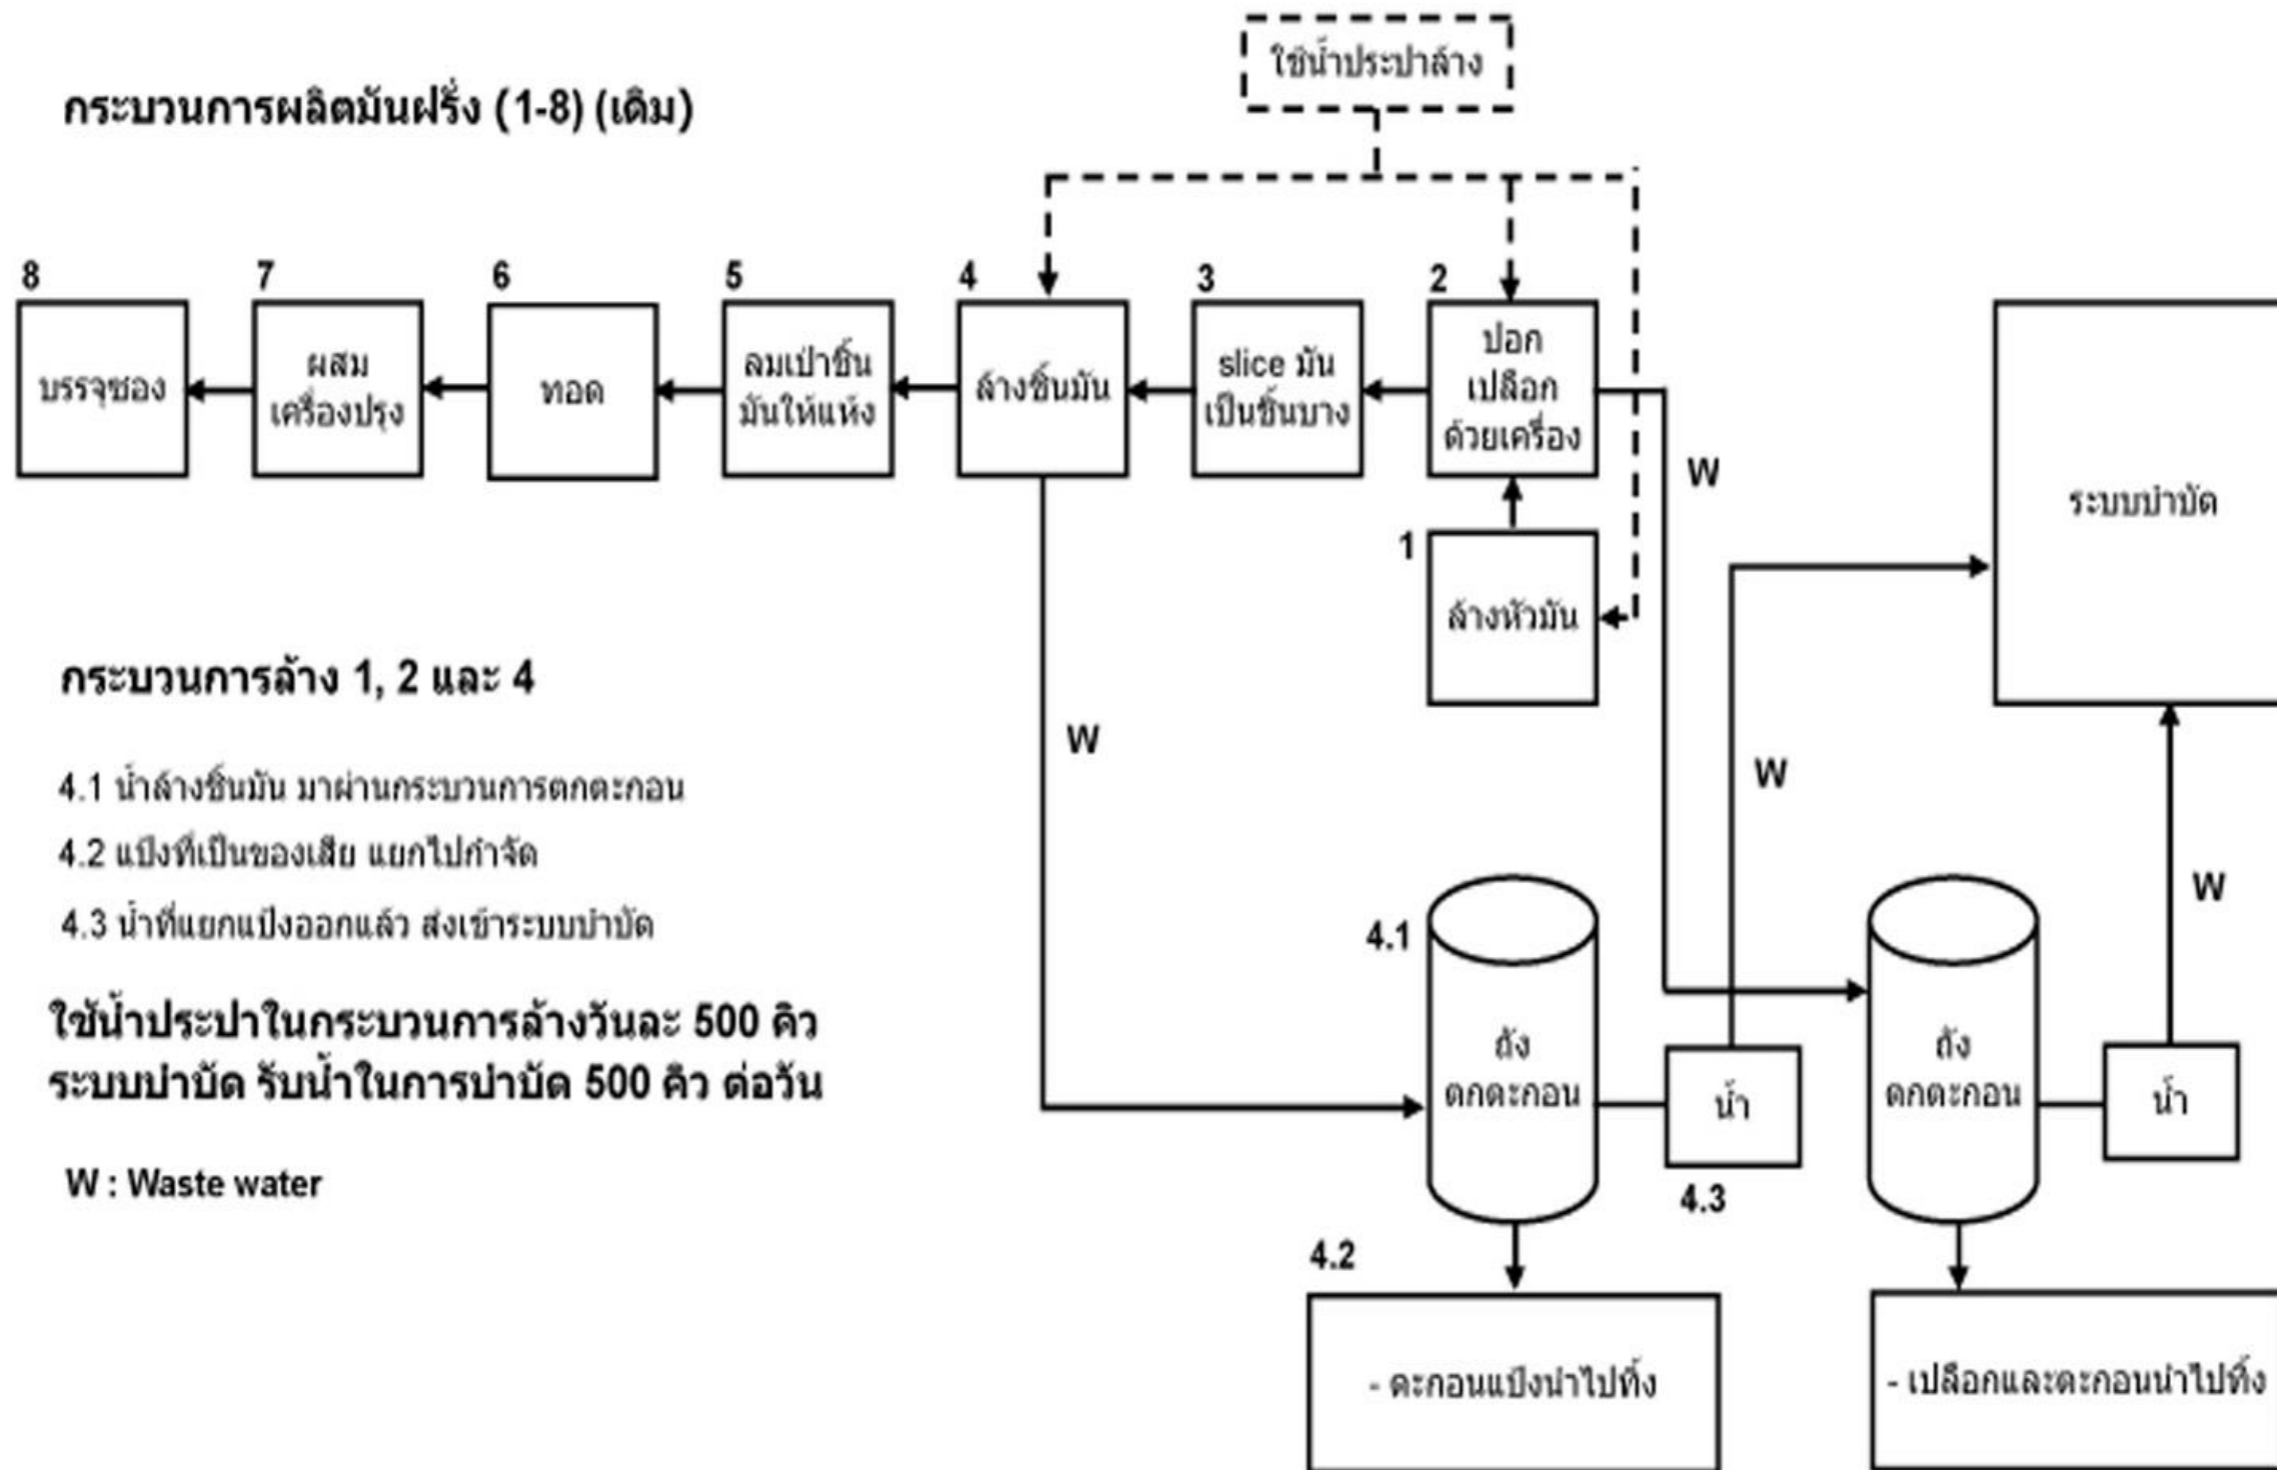 ใช้น้ำประปาล้าง
กระบวนการผลิตมันฝรั่ง (1-8) (เดิม)
8
7
6
5
4
3
2
บรรจุซอง
ผสม
เครื่องปรุง
ทอด
ลมเป่าชิ้น
มันให้แห้ง
ล้างชิ้นมัน
slice มัน
เป็นชิ้นบาง
ปอก
เปลือก
ด้วยเครื่อง
W
ระบบบำบัด
1
ล้างหัวมัน
กระบวนการล้าง 1, 2 และ 4
W
W
4.1 น้ำล้างชิ้นมัน มาผ่านกระบวนการตกตะกอน
4.2 แป้งที่เป็นของเสีย แยกไปกำจัด
4.3 น้ำที่แยกแป้งออกแล้ว ส่งเข้าระบบบำบัด
W
4.1
ใช้น้ำประปาในกระบวนการล้างวันละ 500 คิว
ระบบบำบัด รับน้ำในการบำบัด 500 คิว ต่อวัน
ถัง
ตกตะกอน
น้ำ
ถัง
ตกตะกอน
น้ำ
W : Waste water
4.3
4.2
- ตะกอนแป้งนำไปทิ้ง
- เปลือกและตะกอนนำไปทิ้ง